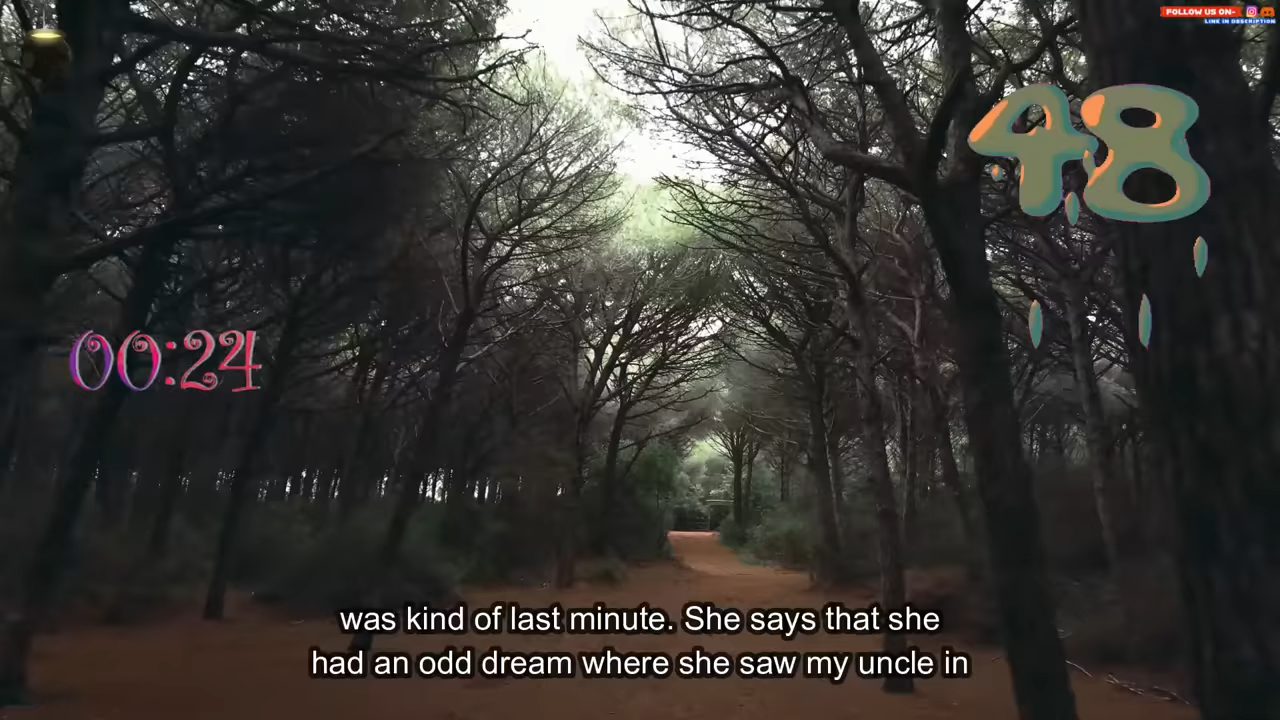 FOLLOW US ON-
LINK IN DESCRIPTION
48
00:24
was kind of last minute. She says that she
had an odd dream where she saw my uncle in